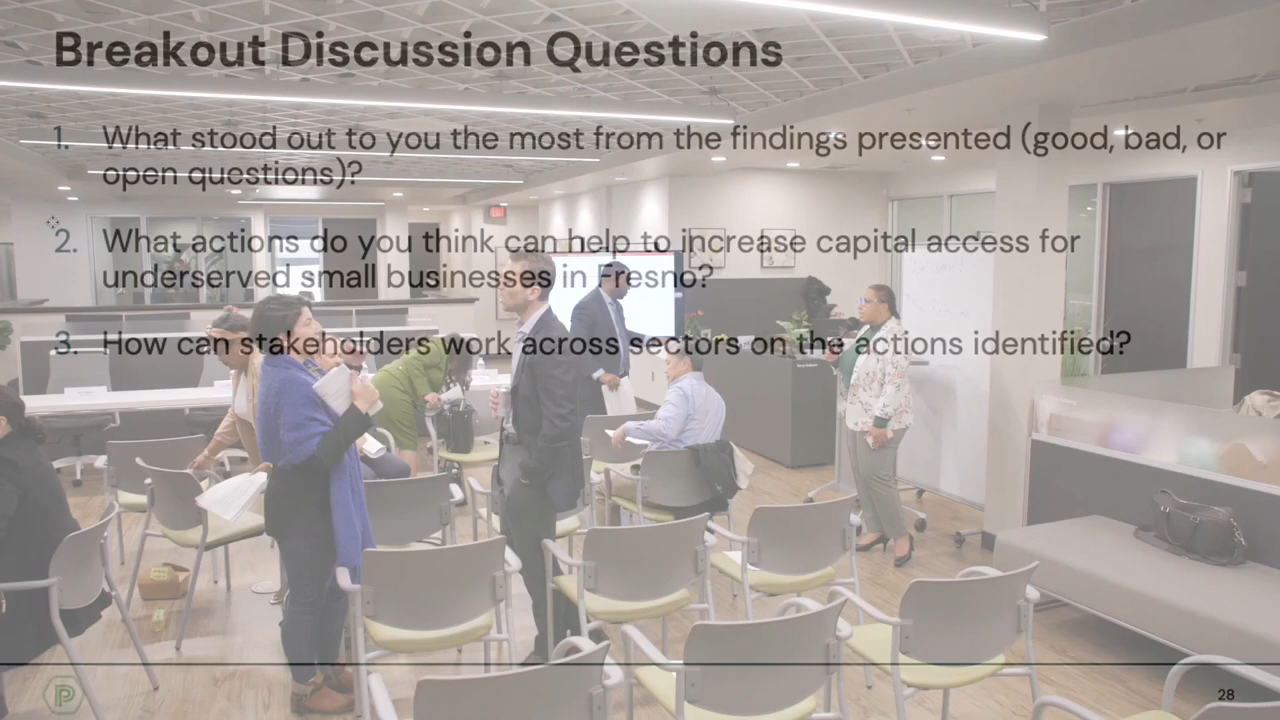 Breakout Discussion Questions
1. What stood out to you the most from the findings presented (good, bad, or
open questions)?
2. What actions do you think can help to increase capital access for
underserved small businesses in Fresno?
3. How can stakeholders work across sectors on the actions identified?
28